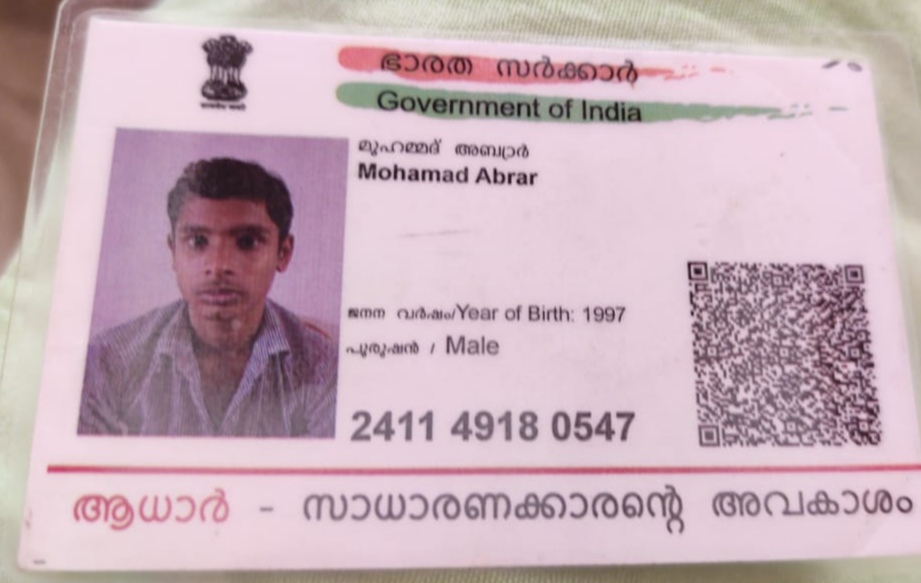 ഭാരത സർക്കാർ
Government of India
മുഹമ്മദ് അബ്രാർ
Mohamad Abrar
ജനന വർഷം/Year of Birth: 1997
പുരുഷൻ / Male
2411 4918 0547
ആധാർ - സാധാരണക്കാരന്റെ അവകാശം